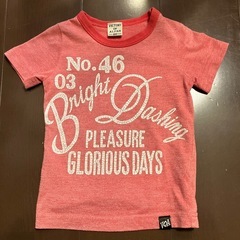 No. 46
03
Bright Dashing
PLEASURE
GLORIOUS DAYS